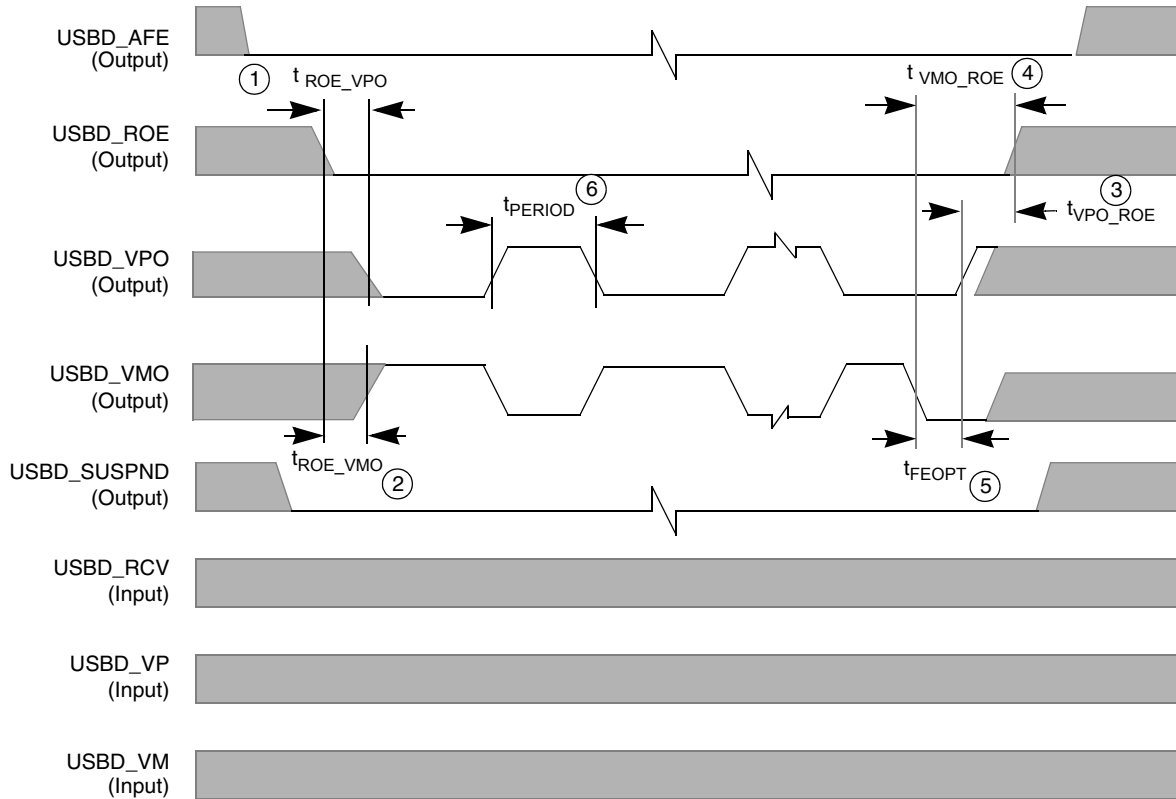 USBD_AFE
(Output)
1
t ROE_VPO
t VMO_ROE
4
USBD_ROE
(Output)
6
tPERIOD
3
tVPO_ROE
USBD_VPO
(Output)
USBD_VMO
(Output)
tROE_VMO
2
tFEOPT
5
USBD_SUSPND
(Output)
USBD_RCV
(Input)
USBD_VP
(Input)
USBD_VM
(Input)